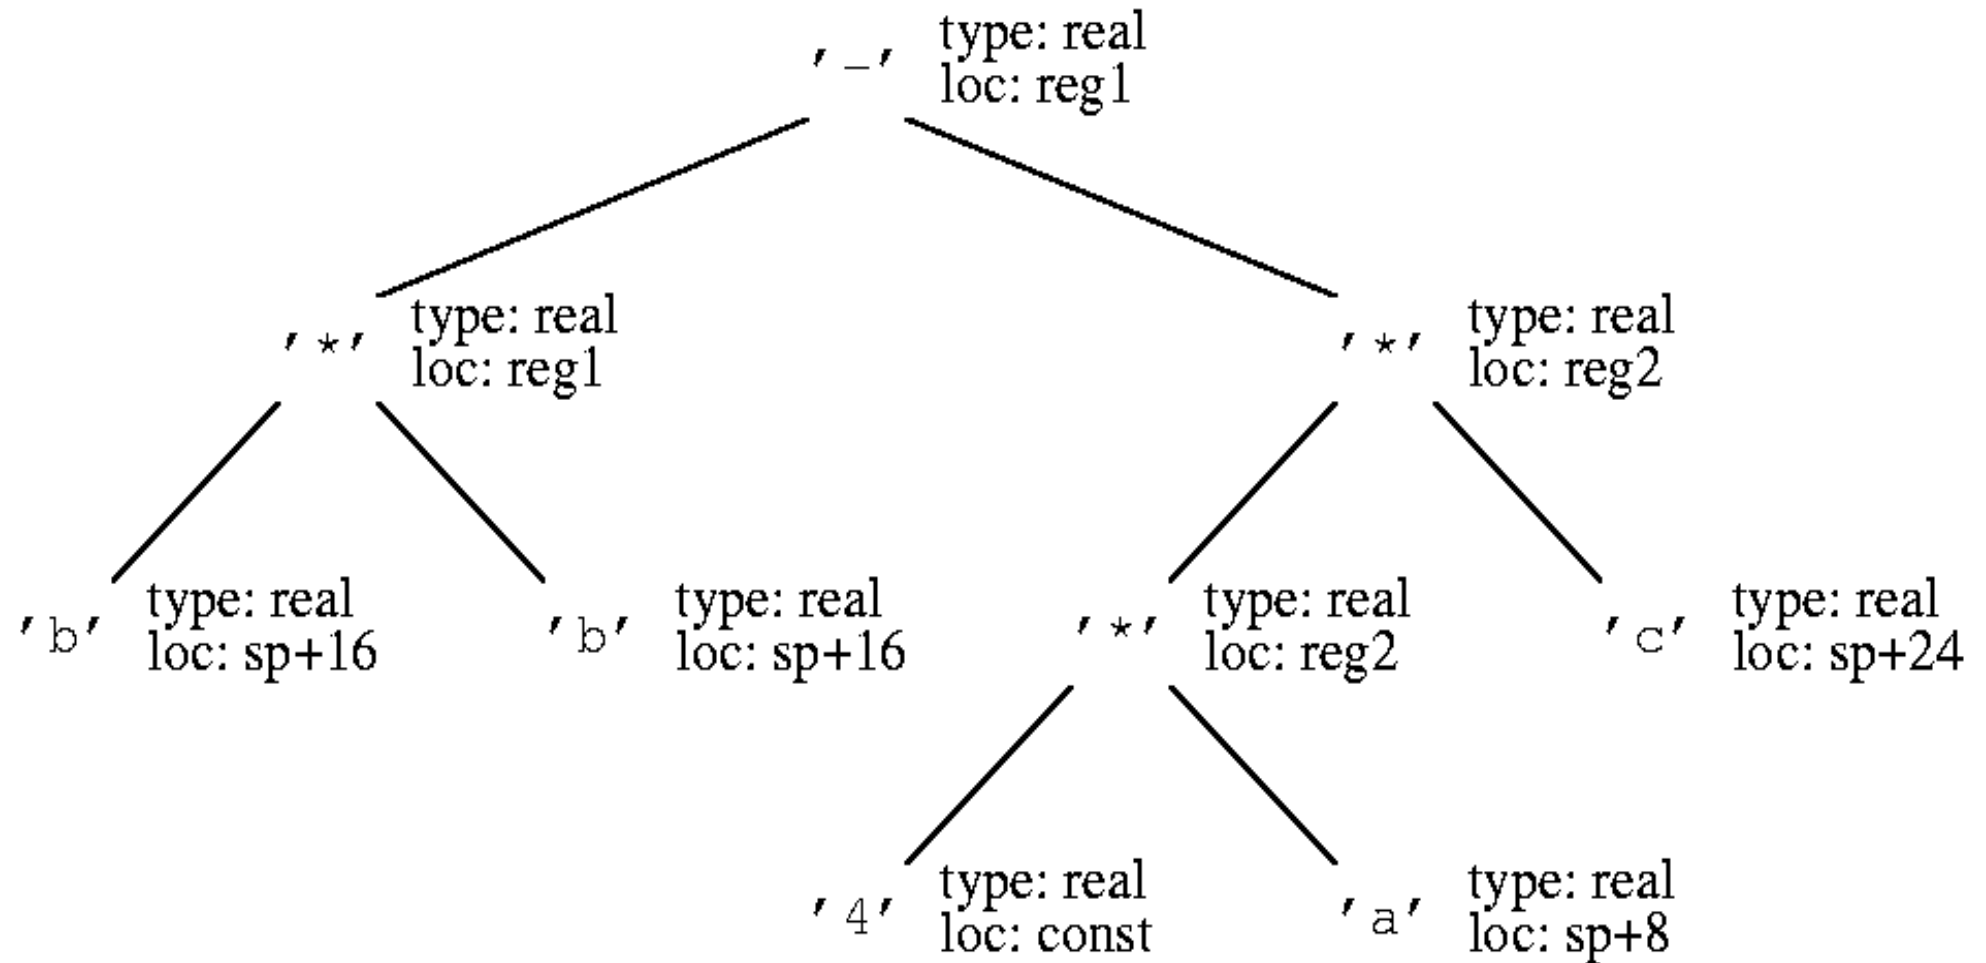 '-' type: real
loc: reg1
'*' type: real
loc: reg1
'*' type: real
loc: reg2
'b' type: real
loc: sp+16
'b' type: real
loc: sp+16
'*' type: real
loc: reg2
'c' type: real
loc: sp+24
'4' type: real
loc: const
'a' type: real
loc: sp+8